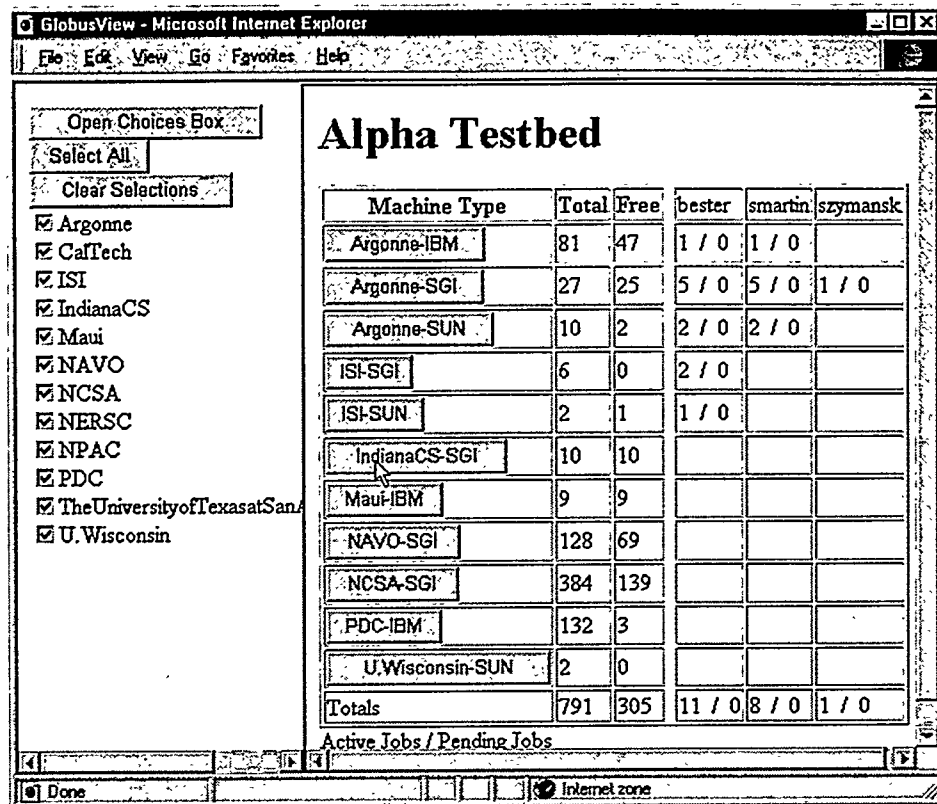 GlobusView - Microsoft Internet Explorer
File Edit View Go Favorites Help
Open Choices Box
Select All
Clear Selections
Argonne
CalTech
ISI
IndianaCS
Maui
NAVO
NCSA
NERSC
NPAC
PDC
TheUniversityofTexasatSanA
U.Wisconsin
Alpha Testbed
Machine Type Total Free bester smartin szymansk
Argonne-IBM 81 47 1 / 0 1 / 0
Argonne-SGI 27 25 5 / 0 5 / 0 1 / 0
Argonne-SUN 10 2 2 / 0 2 / 0
ISI-SGI 6 0 2 / 0
ISI-SUN 2 1 1 / 0
IndianaCS-SGI 10 10
Maui-IBM 9 9
NAVO-SGI 128 69
NCSA-SGI 384 139
PDC-IBM 132 3
U.Wisconsin-SUN 2 0
Totals 791 305 11 / 0 8 / 0 1 / 0
Active Jobs / Pending Jobs
Done Internet zone